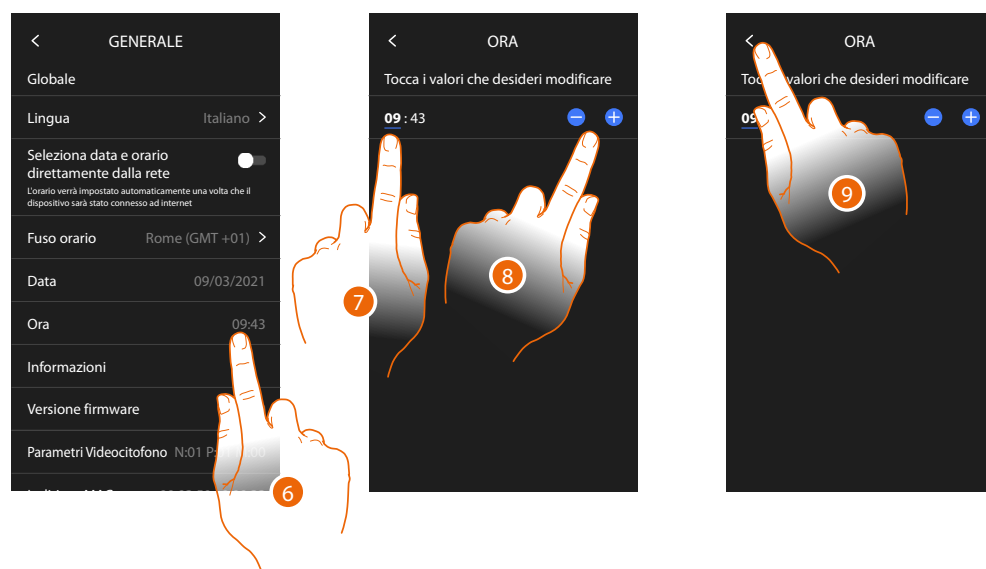 GENERALE
Globale
Lingua Italiano
Seleziona data e orario
direttamente dalla rete
L'orario verrà impostato automaticamente una volta che il
dispositivo sarà stato connesso ad internet
Fuso orario Rome (GMT +01)
Data 09/03/2021
Ora 09:43
Informazioni
Versione firmware
Parametri Videocitofono N:01 P:
6
ORA
Tocca i valori che desideri modificare
09 : 43
7
8
ORA
valori che desideri modificare
09
9